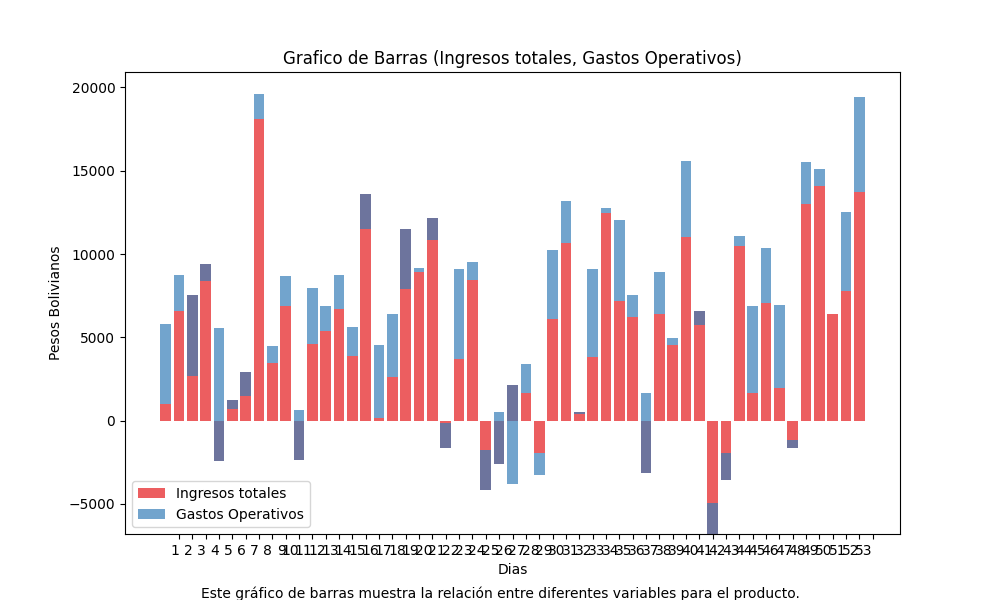 Grafico de Barras (Ingresos totales, Gastos Operativos)
20000
15000
10000
5000
0
−5000
Pesos Bolivianos
Ingresos totales
Gastos Operativos
1 2 3 4 5 6 7 8 9 10 11 12 13 14 15 16 17 18 19 20 21 22 23 24 25 26 27 28 29 30 31 32 33 34 35 36 37 38 39 40 41 42 43 44 45 46 47 48 49 50 51 52 53
Dias
Este gráfico de barras muestra la relación entre diferentes variables para el producto.